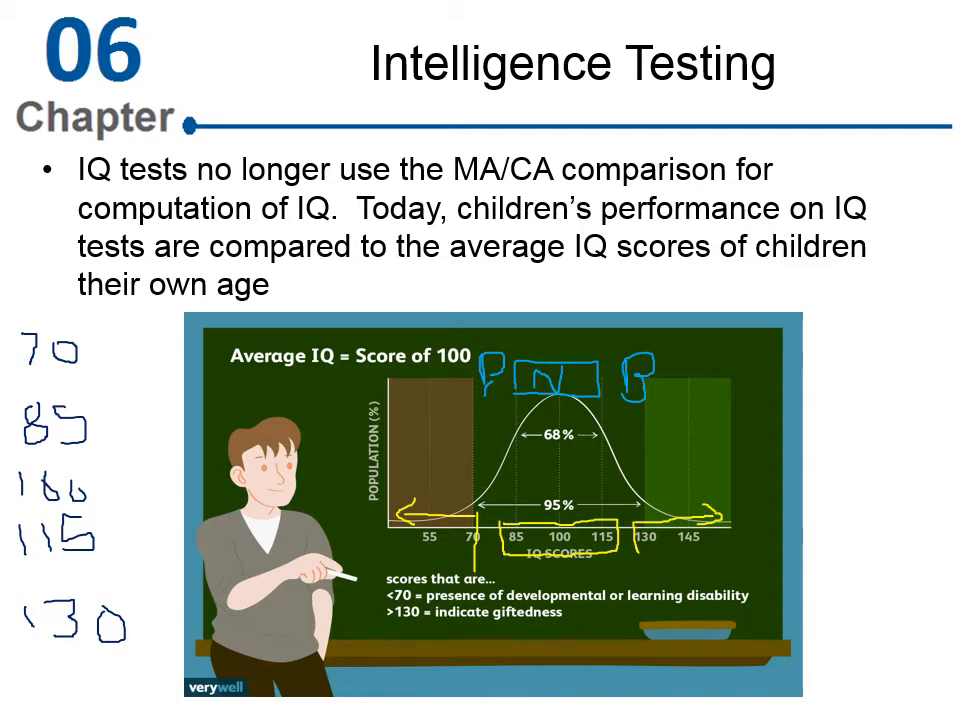 06
Chapter
Intelligence Testing
• IQ tests no longer use the MA/CA comparison for
computation of IQ.  Today, children’s performance on IQ
tests are compared to the average IQ scores of children
their own age
70
85
100
115
130
Average IQ = Score of 100
P N B
POPULATION (%)
68%
95%
55 70 85 100 115 130 145
IQ SCORES
scores that are...
<70 = presence of developmental or learning disability
>130 = indicate giftedness
verywell